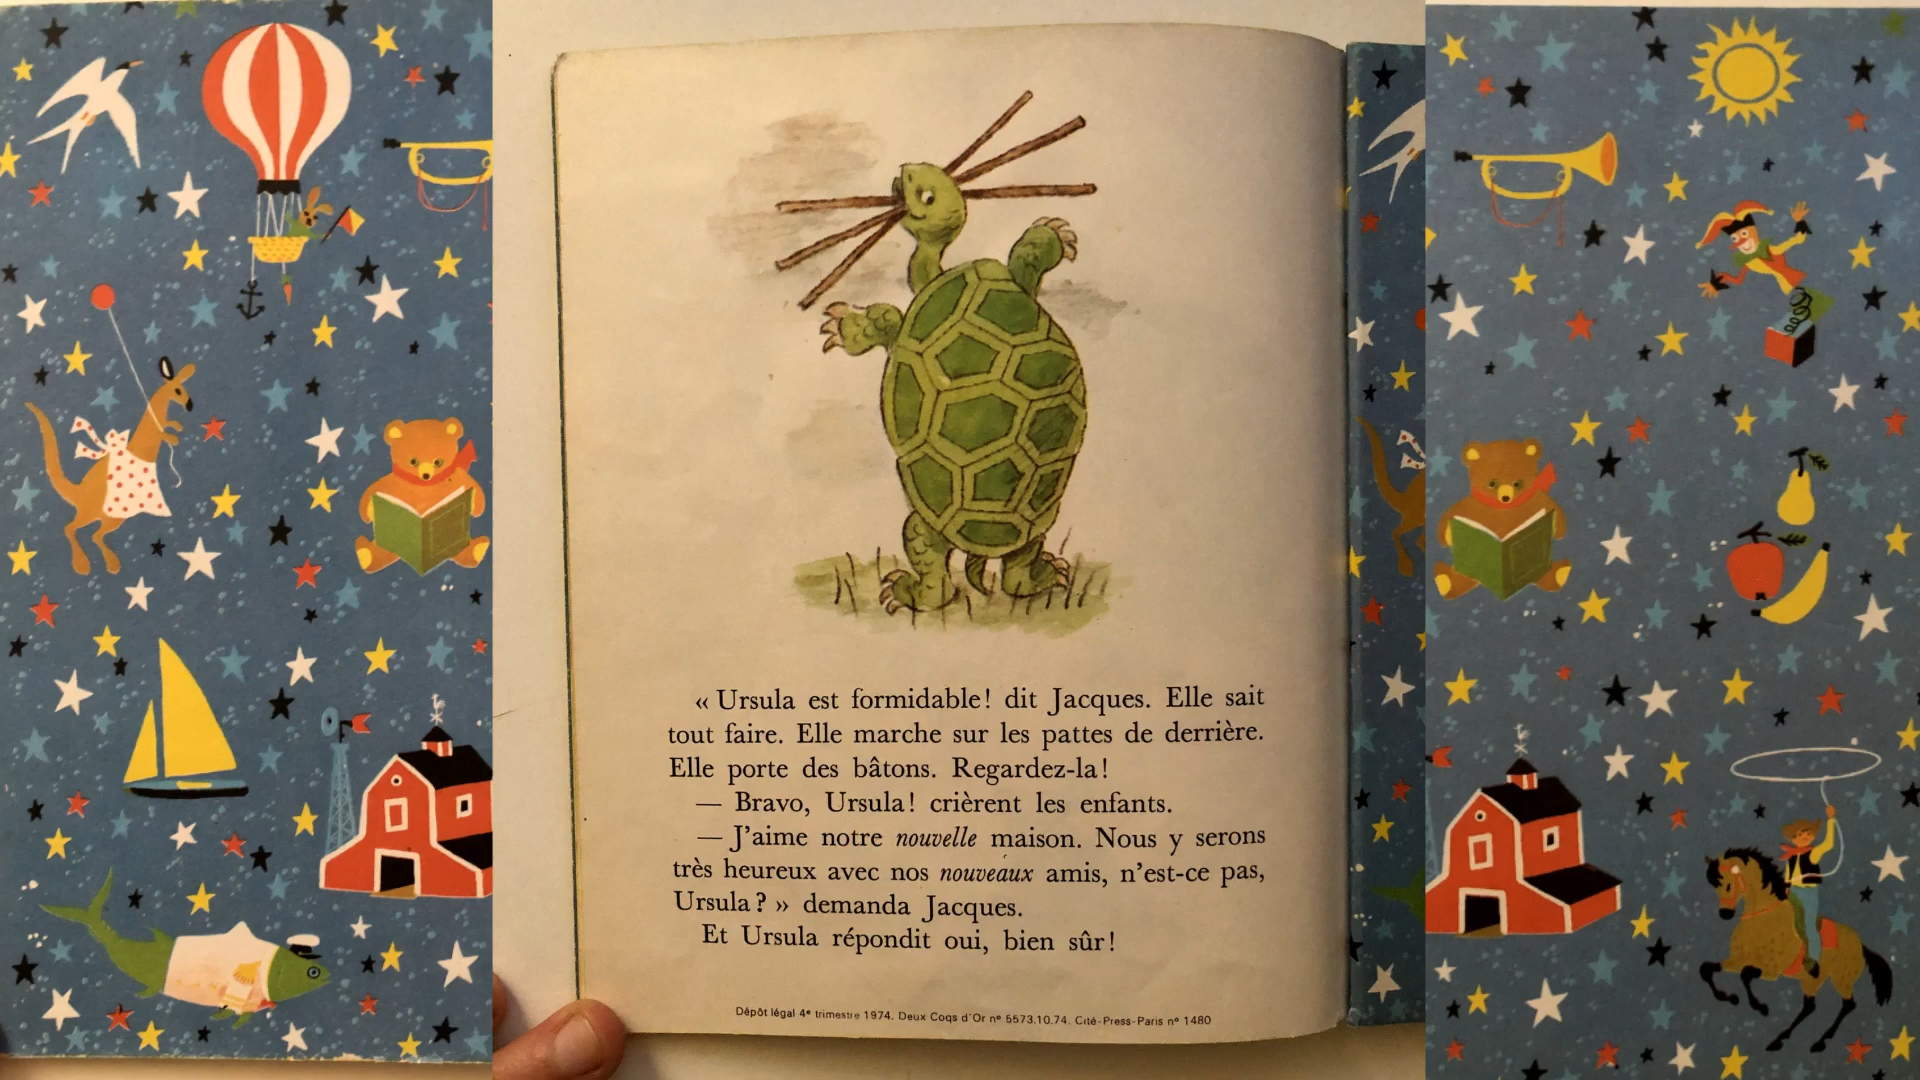 « Ursula est formidable! dit Jacques. Elle sait
tout faire. Elle marche sur les pattes de derrière.
Elle porte des bâtons. Regardez-la!
— Bravo, Ursula! crièrent les enfants.
— J'aime notre nouvelle maison. Nous y serons
très heureux avec nos nouveaux amis, n'est-ce pas,
Ursula? » demanda Jacques.
Et Ursula répondit oui, bien sûr!
Dépôt légal 4e trimestre 1974. Deux Coqs d'Or nº 5573.10.74. Cité-Press-Paris nº 1480